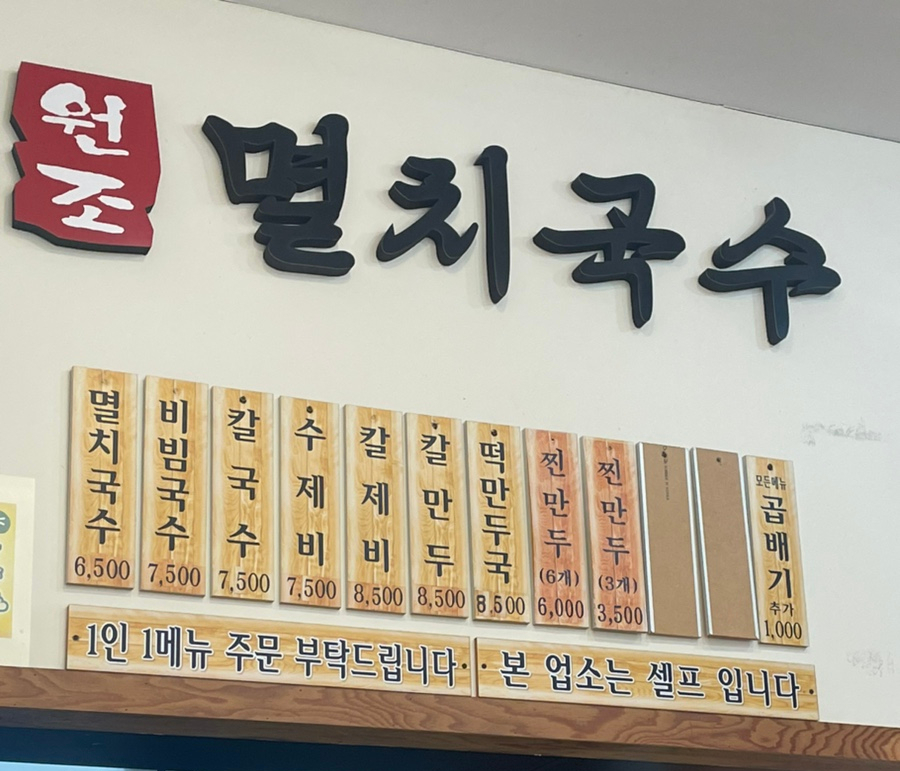 원조
멸치국수
멸치국수 6,500
비빔국수 7,500
칼국수 7,500
수제비 7,500
칼제비 8,500
칼만두 8,500
떡만두국 8,500
찐만두 (6개) 6,000
찐만두 (3개) 3,500
모든메뉴 곱배기 추가 1,000
1인 1메뉴 주문 부탁드립니다
본 업소는 셀프 입니다